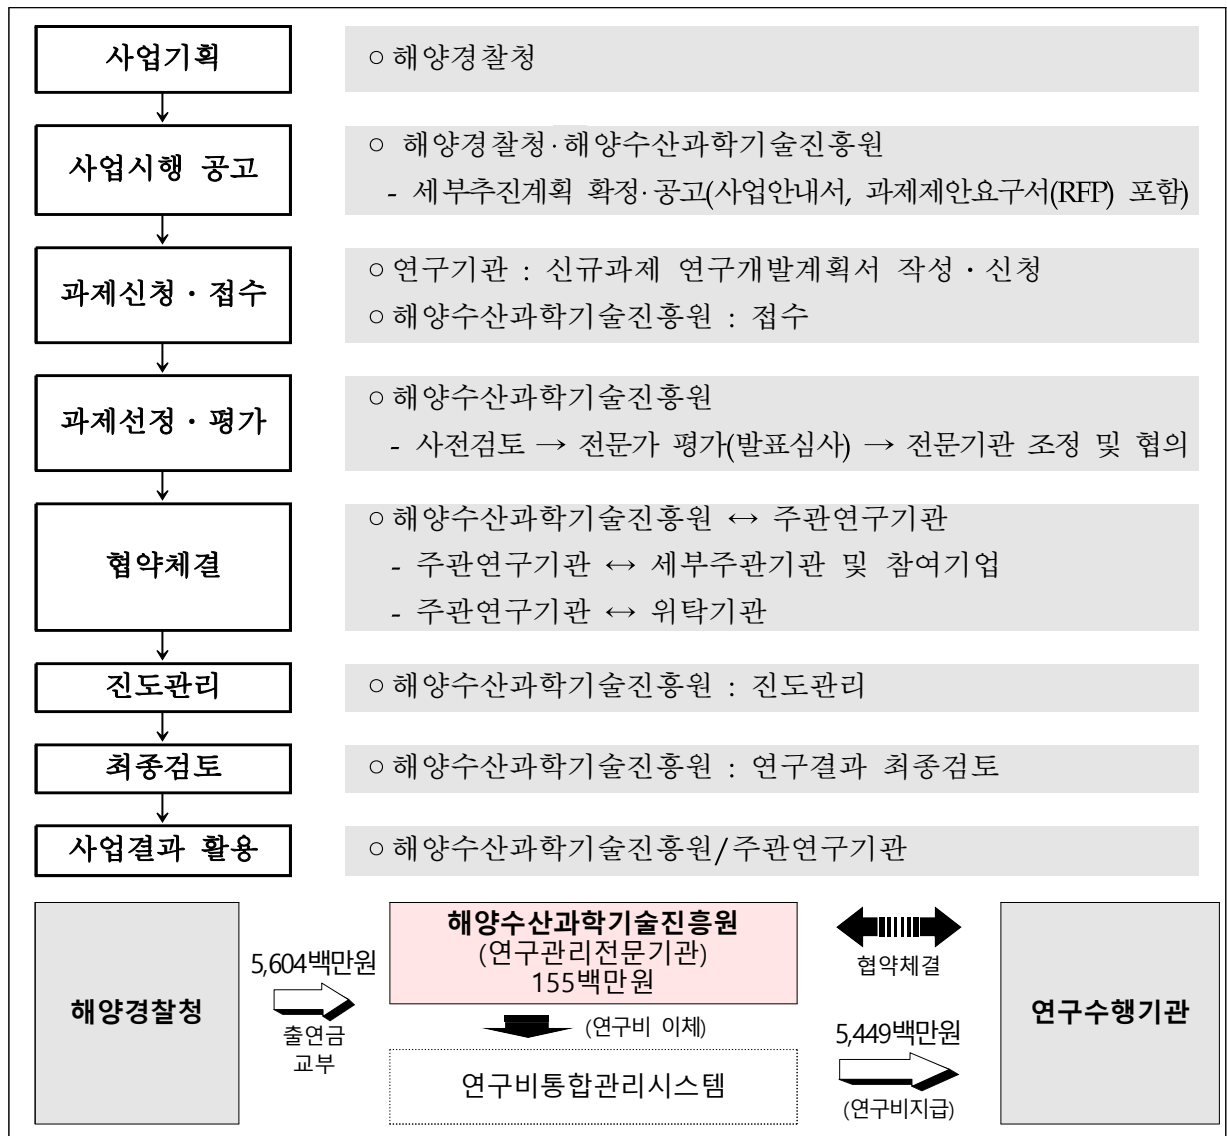 사업기획
○ 해양경찰청
사업시행 공고
○ 해양경찰청·해양수산과학기술진흥원
- 세부추진계획 확정·공고(사업안내서, 과제제안요구서(RFP) 포함)
과제신청·접수
○ 연구기관 : 신규과제 연구개발계획서 작성·신청
○ 해양수산과학기술진흥원 : 접수
과제선정·평가
○ 해양수산과학기술진흥원
- 사전검토 → 전문가 평가(발표심사) → 전문기관 조정 및 협의
협약체결
○ 해양수산과학기술진흥원 ↔ 주관연구기관
- 주관연구기관 ↔ 세부주관기관 및 참여기업
- 주관연구기관 ↔ 위탁기관
진도관리
○ 해양수산과학기술진흥원 : 진도관리
최종검토
○ 해양수산과학기술진흥원 : 연구결과 최종검토
사업결과 활용
○ 해양수산과학기술진흥원/주관연구기관
해양경찰청
5,604백만원
출연금
교부
해양수산과학기술진흥원
(연구관리전문기관)
155백만원
(연구비 이체)
연구비통합관리시스템
협약체결
5,449백만원
(연구비지급)
연구수행기관